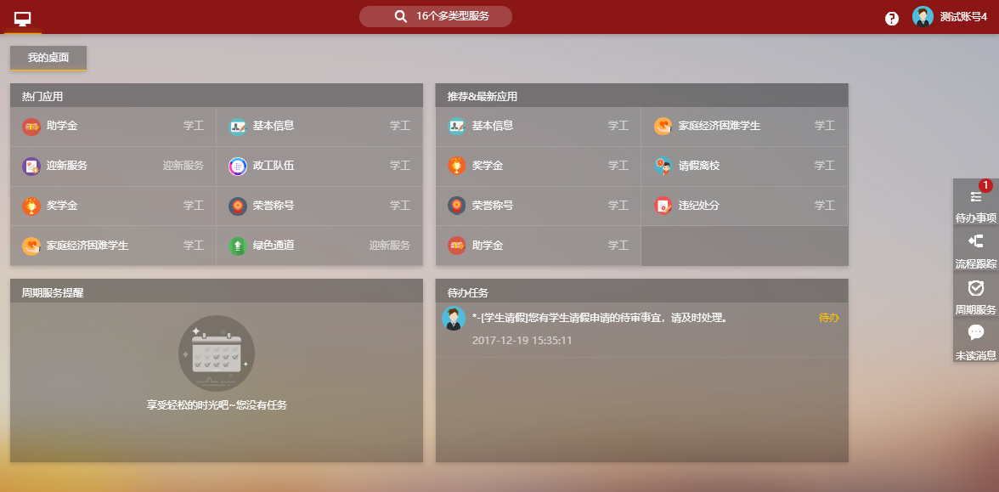 16个多类型服务
测试账号4
我的桌面
热门应用
助学金 学工 基本信息 学工
迎新服务 迎新服务 政工队伍 学工
奖学金 学工 荣誉称号 学工
家庭经济困难学生 学工 绿色通道 迎新服务
推荐&最新应用
基本信息 学工 家庭经济困难学生 学工
奖学金 学工 请假离校 学工
荣誉称号 学工 违纪处分 学工
助学金 学工
周期服务提醒
享受轻松的时光吧~您没有任务
待办任务
*-[学生请假]您有学生请假申请的待审事宜，请及时处理。 待办
2017-12-19 15:35:11
1
待办事项
流程跟踪
周期服务
未读消息